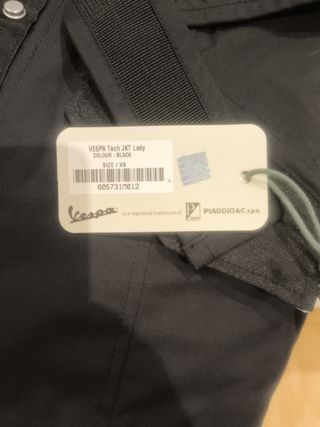 VESPA Tech JKT Lady
COLOUR : BLACK
SIZE / XS
605731M012
Vespa is a registered trademark of P PIAGGIO&C.s.p.a.